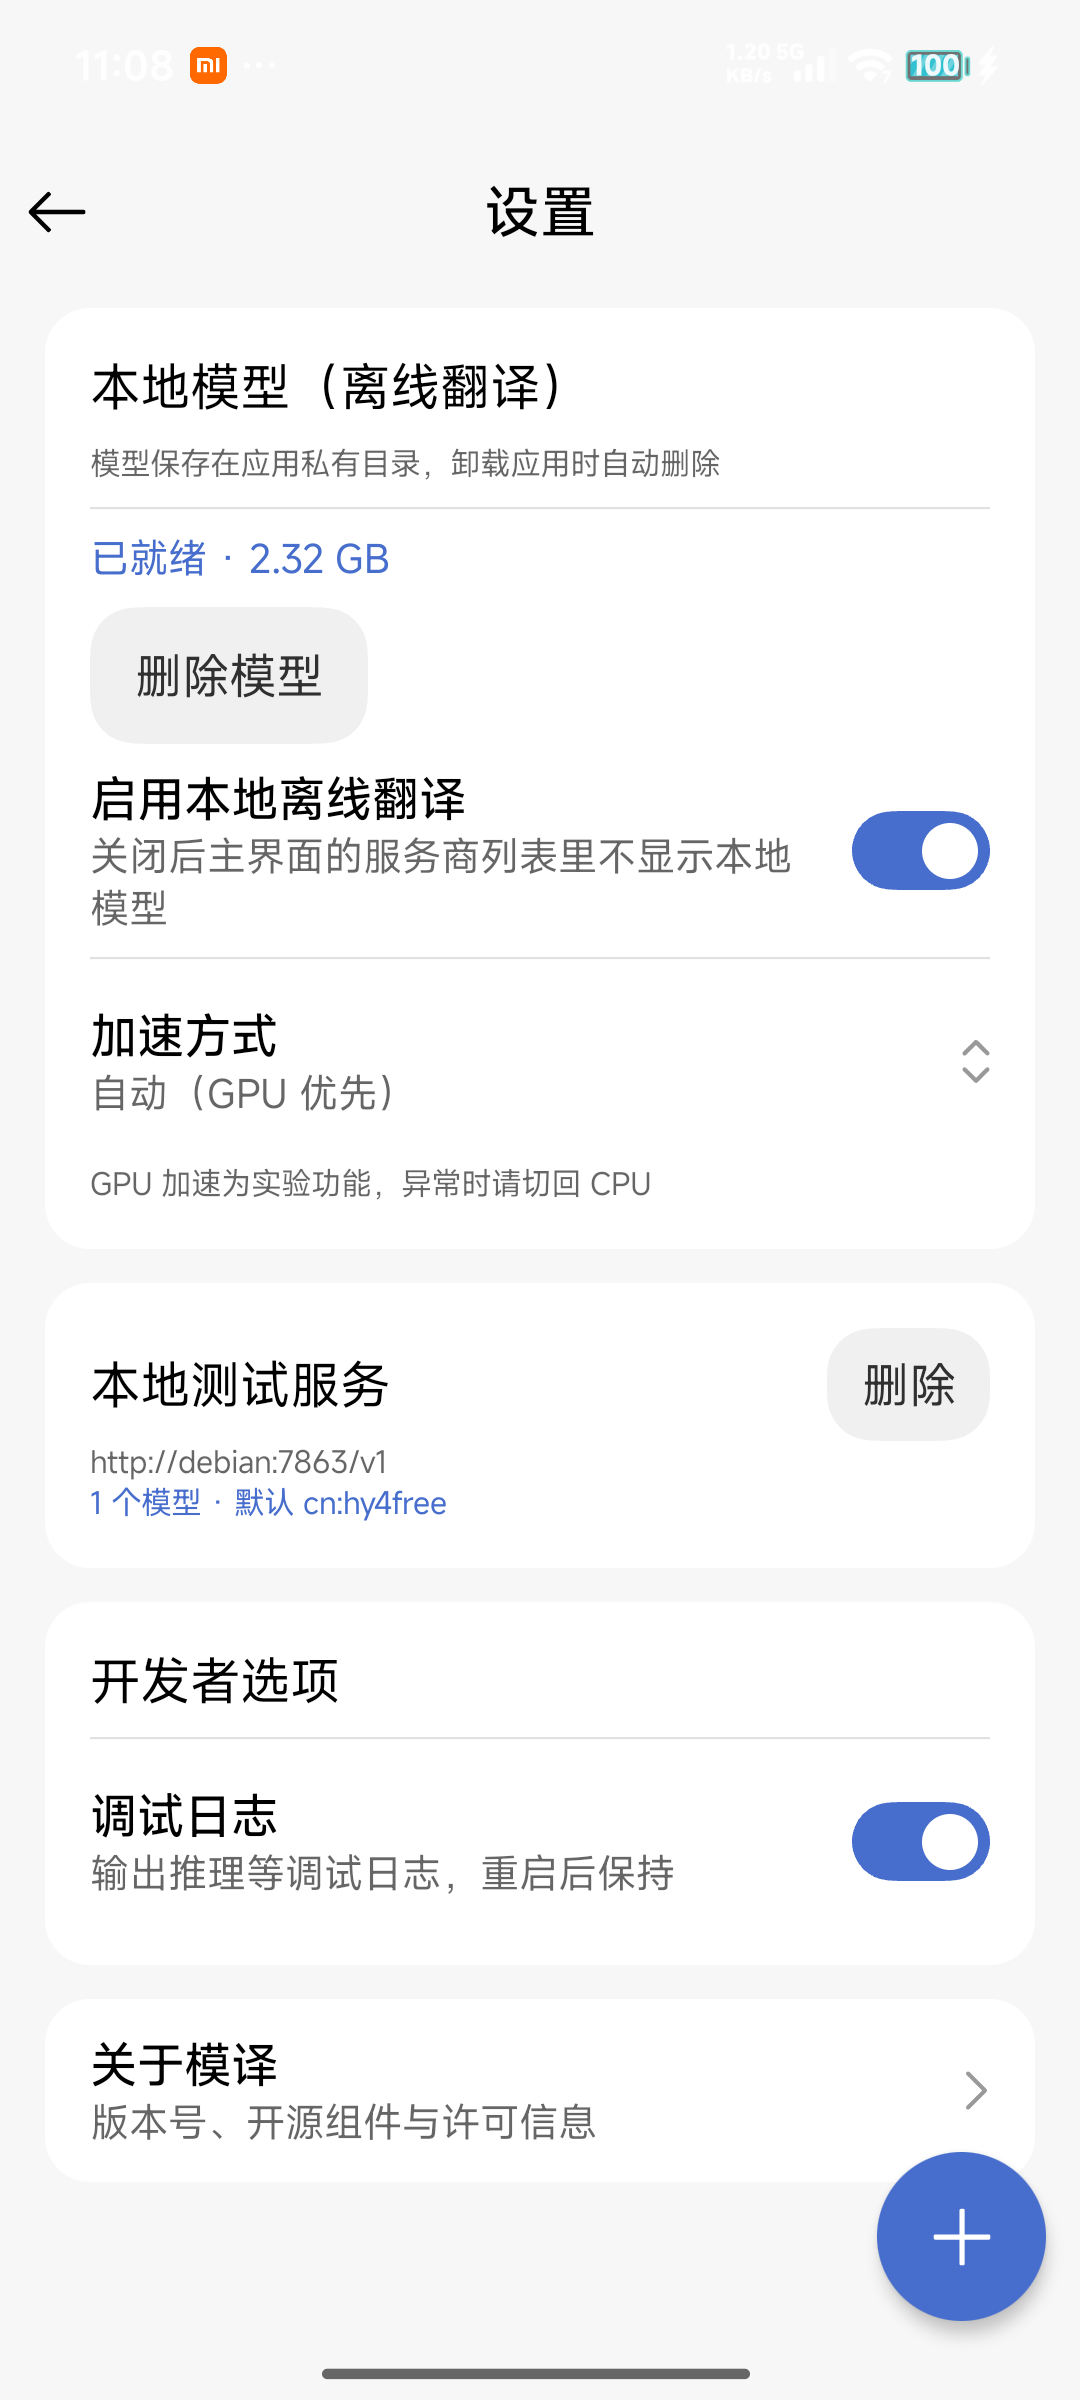 11:08
1.20 5G
KB/s
100
设置
本地模型（离线翻译）
模型保存在应用私有目录，卸载应用时自动删除
已就绪 · 2.32 GB
删除模型
启用本地离线翻译
关闭后主界面的服务商列表里不显示本地
模型
加速方式
自动（GPU 优先）
GPU 加速为实验功能，异常时请切回 CPU
本地测试服务
删除
http://debian:7863/v1
1 个模型 · 默认 cn:hy4free
开发者选项
调试日志
输出推理等调试日志，重启后保持
关于模译
版本号、开源组件与许可信息